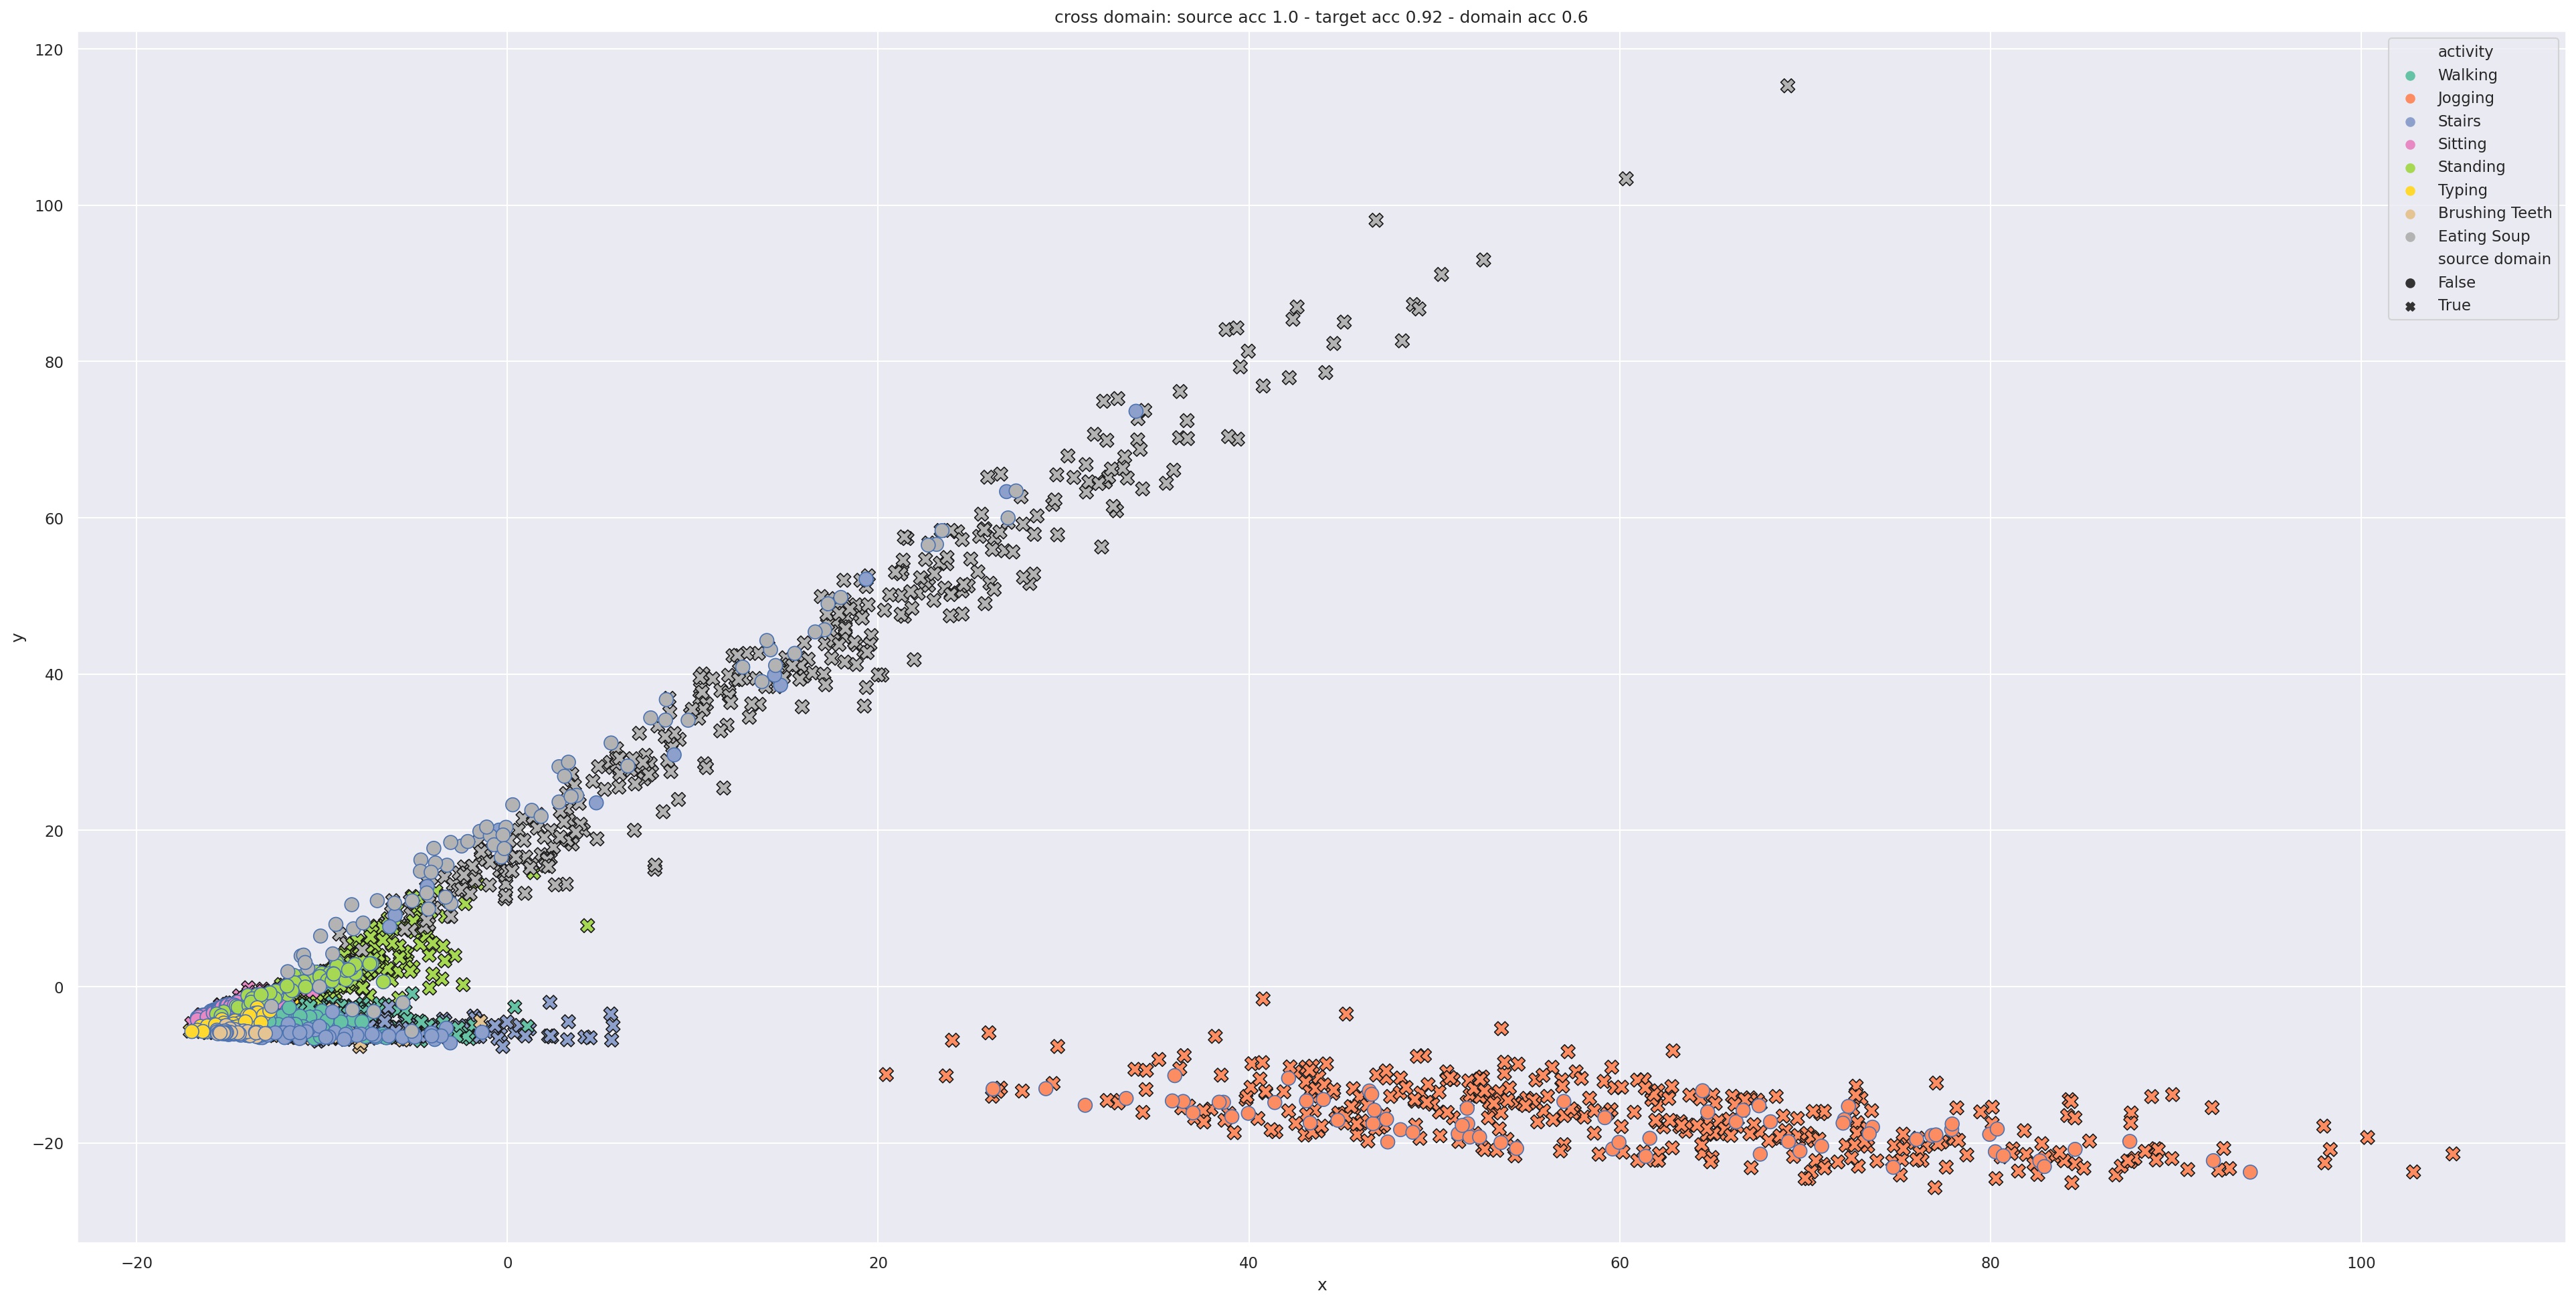 cross domain: source acc 1.0 - target acc 0.92 - domain acc 0.6
120
100
80
60
40
20
0
−20
y
−20
0
20
40
60
80
100
x
activity
Walking
Jogging
Stairs
Sitting
Standing
Typing
Brushing Teeth
Eating Soup
source domain
False
True